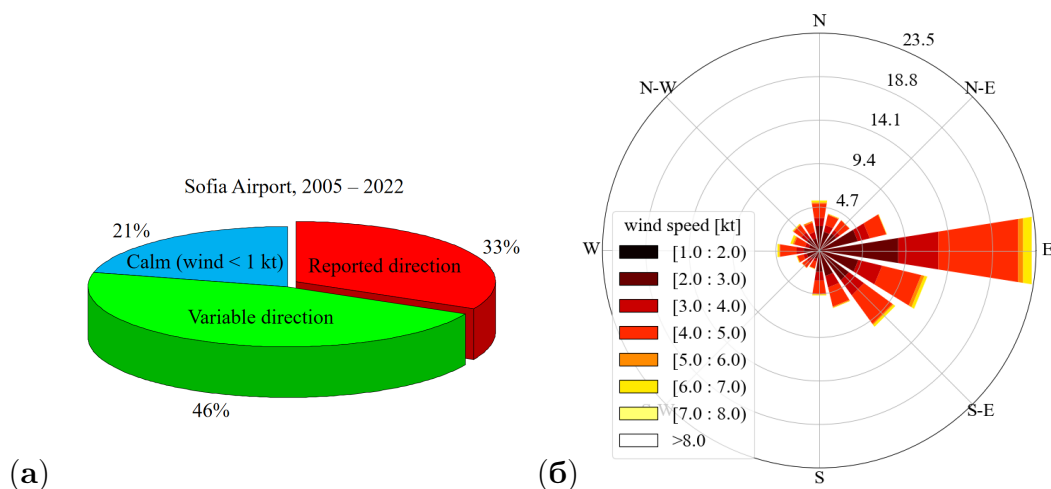 Sofia Airport, 2005 – 2022
21%
33%
Calm (wind < 1 kt)
Reported direction
Variable direction
46%
(а)
N
23.5
N-W
18.8
N-E
14.1
9.4
4.7
wind speed [kt]
W
E
[1.0 : 2.0)
[2.0 : 3.0)
[3.0 : 4.0)
[4.0 : 5.0)
[5.0 : 6.0)
[6.0 : 7.0)
[7.0 : 8.0)
>8.0
S-W
S-E
S
(б)